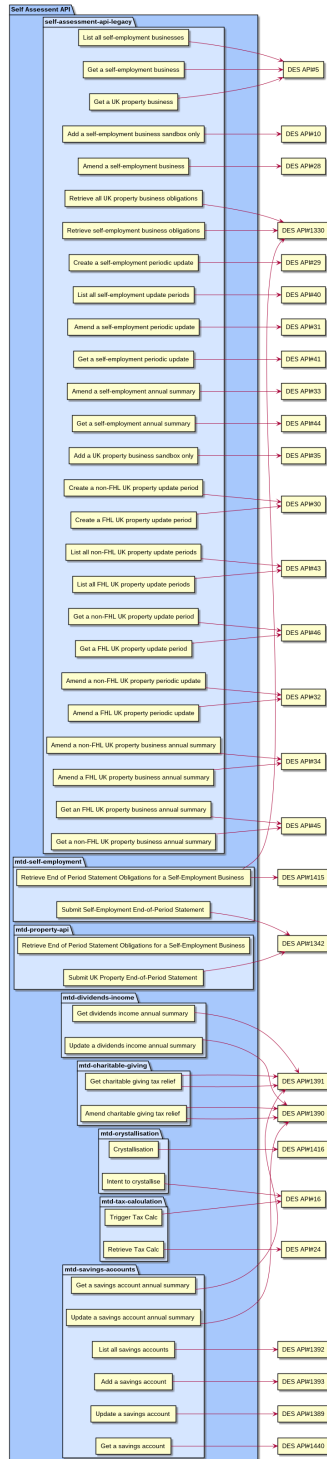 Self Assessent API
self-assessment-api-legacy
List all self-employment businesses
Get a self-employment business
DES API#5
Get a UK property business
Add a self-employment business sandbox only
DES API#10
Amend a self-employment business
DES API#28
Retrieve all UK property business obligations
Retrieve self-employment business obligations
DES API#1330
Create a self-employment periodic update
DES API#29
List all self-employment update periods
DES API#40
Amend a self-employment periodic update
DES API#31
Get a self-employment periodic update
DES API#41
Amend a self-employment annual summary
DES API#33
Get a self-employment annual summary
DES API#44
Add a UK property business sandbox only
DES API#35
Create a non-FHL UK property update period
DES API#30
Create a FHL UK property update period
List all non-FHL UK property update periods
DES API#43
List all FHL UK property update periods
Get a non-FHL UK property update period
DES API#46
Get a FHL UK property update period
Amend a non-FHL UK property periodic update
DES API#32
Amend a FHL UK property periodic update
Amend a non-FHL UK property business annual summary
DES API#34
Amend a FHL UK property business annual summary
Get an FHL UK property business annual summary
DES API#45
Get a non-FHL UK property business annual summary
mtd-self-employment
Retrieve End of Period Statement Obligations for a Self-Employment Business
DES API#1415
Submit Self-Employment End-of-Period Statement
mtd-property-api
DES API#1342
Retrieve End of Period Statement Obligations for a Self-Employment Business
Submit UK Property End-of-Period Statement
mtd-dividends-income
Get dividends income annual summary
Update a dividends income annual summary
mtd-charitable-giving
Get charitable giving tax relief
DES API#1391
Amend charitable giving tax relief
DES API#1390
mtd-crystallisation
Crystallisation
DES API#1416
Intent to crystallise
mtd-tax-calculation
DES API#16
Trigger Tax Calc
Retrieve Tax Calc
DES API#24
mtd-savings-accounts
Get a savings account annual summary
Update a savings account annual summary
List all savings accounts
DES API#1392
Add a savings account
DES API#1393
Update a savings account
DES API#1389
Get a savings account
DES API#1440